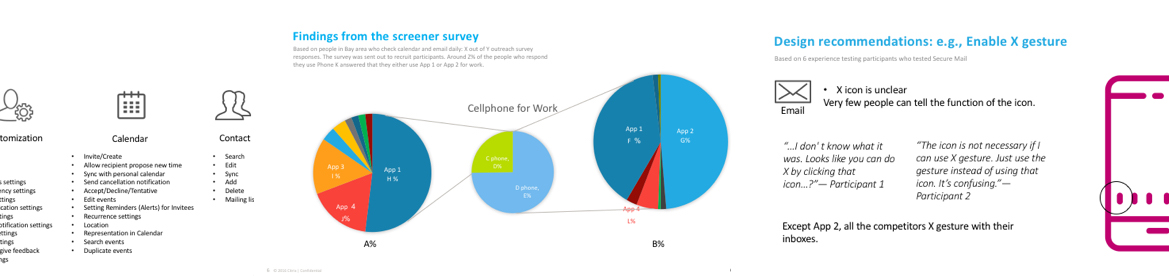 tomization
s settings
ency settings
ttings
cation settings
ettings
otification settings
settings
ttings
give feedback
ngs
Calendar
• Invite/Create
• Allow recipient propose new time
• Sync with personal calendar
• Send cancellation notification
• Accept/Decline/Tentative
• Edit events
• Setting Reminders (Alerts) for Invitees
• Recurrence settings
• Location
• Representation in Calendar
• Search events
• Duplicate events
Contact
• Search
• Edit
• Sync
• Add
• Delete
• Mailing lis
Findings from the screener survey
Based on people in Bay area who check calendar and email daily: X out of Y outreach survey
responses. The survey was sent out to recruit participants. Around 2% of the people who respond
they use Phone X answered that they either use App 1 or App 2 for work.
Cellphone for Work
App 1
H %
App 3
I %
App 4
J%
A%
C phone,
D%
D phone,
E%
App 1
F %
App 2
G%
App 4
L%
B%
Design recommendations: e.g., Enable X gesture
Based on 6 experience testing participants who tested Secure Mail
Email
• X icon is unclear
Very few people can tell the function of the icon.
“…I don’ t know what it
was. Looks like you can do
X by clicking that
icon…?”— Participant 1
“The icon is not necessary if I
can use X gesture. Just use the
gesture instead of using that
icon. It’s confusing.”—
Participant 2
Except App 2, all the competitors X gesture with their
inboxes.